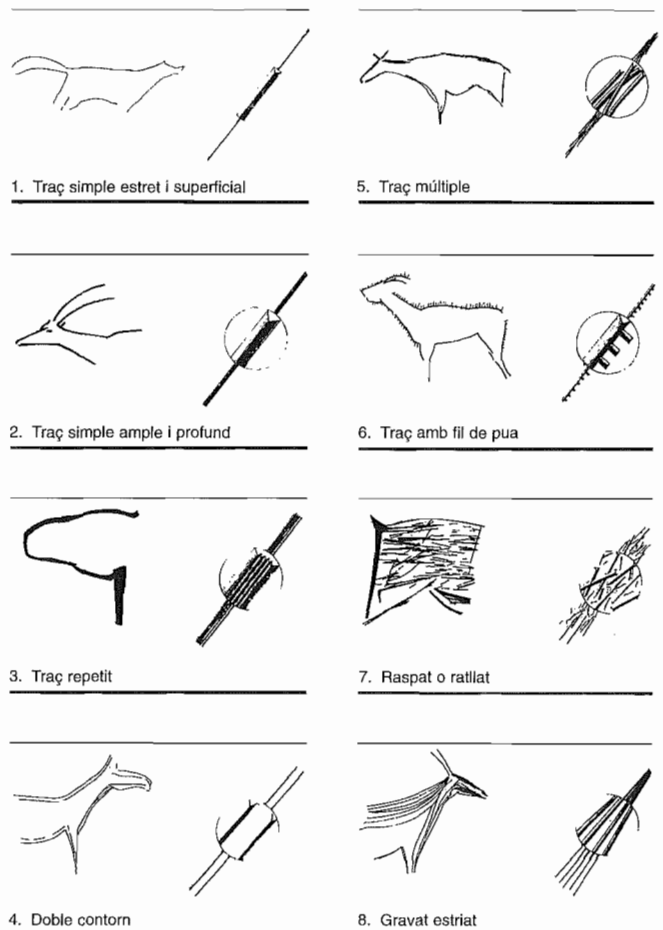 1. Traç simple estret i superficial
5. Traç múltiple
2. Traç simple ample i profund
6. Traç amb fil de pua
3. Traç repetit
7. Raspat o ratllat
4. Doble contorn
8. Gravat estriat